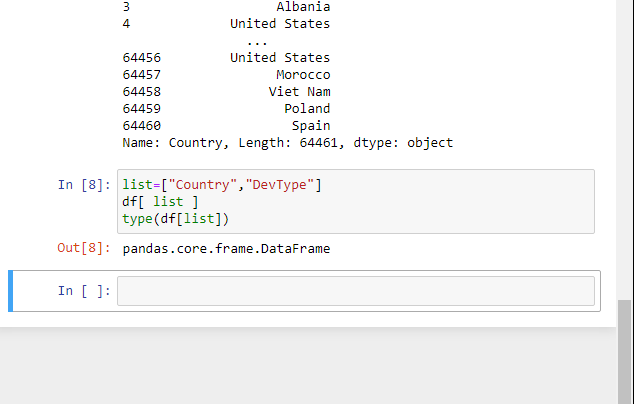 3 Albania
4 United States
...
64456 United States
64457 Morocco
64458 Viet Nam
64459 Poland
64460 Spain
Name: Country, Length: 64461, dtype: object
In [8]: list=["Country","DevType"]
df[ list ]
type(df[list])
Out[8]: pandas.core.frame.DataFrame
In [ ]: